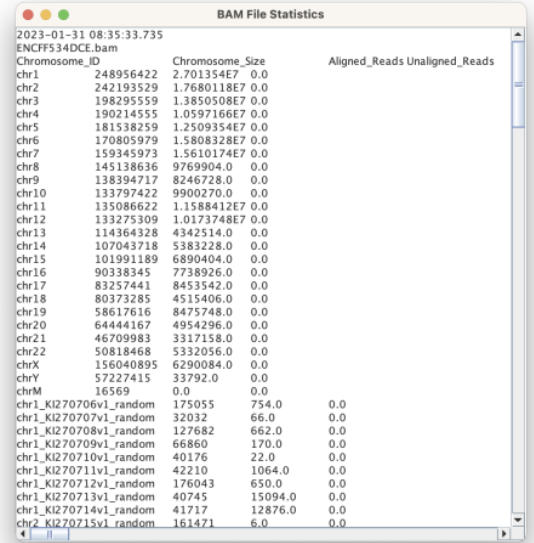 BAM File Statistics
2023-01-31 08:35:33.735
ENCFF534DCE.bam
Chromosome_ID Chromosome_Size Aligned_Reads Unaligned_Reads
chr1 248956422 2.701354E7 0.0
chr2 242193529 1.7680118E7 0.0
chr3 198295559 1.3850508E7 0.0
chr4 190214555 1.0597166E7 0.0
chr5 181538259 1.2509354E7 0.0
chr6 170805979 1.5808328E7 0.0
chr7 159345973 1.5610174E7 0.0
chr8 145138636 9769904.0 0.0
chr9 138394717 8246728.0 0.0
chr10 133797422 9900270.0 0.0
chr11 135086622 1.1588412E7 0.0
chr12 133275309 1.0173748E7 0.0
chr13 114364328 4342514.0 0.0
chr14 107043718 5383228.0 0.0
chr15 101991189 6890404.0 0.0
chr16 90338345 7738926.0 0.0
chr17 83257441 8453542.0 0.0
chr18 80373285 4515406.0 0.0
chr19 58617616 8475748.0 0.0
chr20 64444167 4954296.0 0.0
chr21 46709983 3317158.0 0.0
chr22 50818468 5332056.0 0.0
chrX 156040895 6290084.0 0.0
chrY 57227415 33792.0 0.0
chrM 16569 0.0 0.0
chr1_KI270706v1_random 175055 754.0 0.0
chr1_KI270707v1_random 32032 66.0 0.0
chr1_KI270708v1_random 127682 662.0 0.0
chr1_KI270709v1_random 66860 170.0 0.0
chr1_KI270710v1_random 40176 22.0 0.0
chr1_KI270711v1_random 42210 1064.0 0.0
chr1_KI270712v1_random 176043 650.0 0.0
chr1_KI270713v1_random 40745 15094.0 0.0
chr1_KI270714v1_random 41717 12876.0 0.0
chr2_KI270715v1_random 161471 6.0 0.0